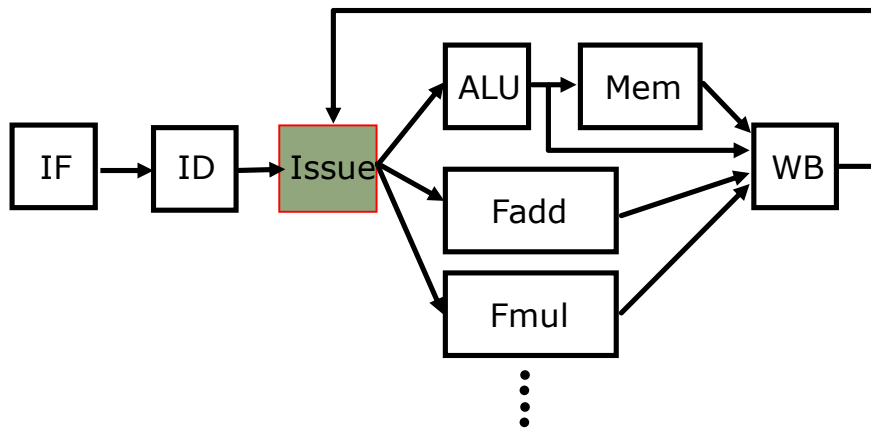 IF
ID
Issue
ALU
Mem
Fadd
Fmul
WB